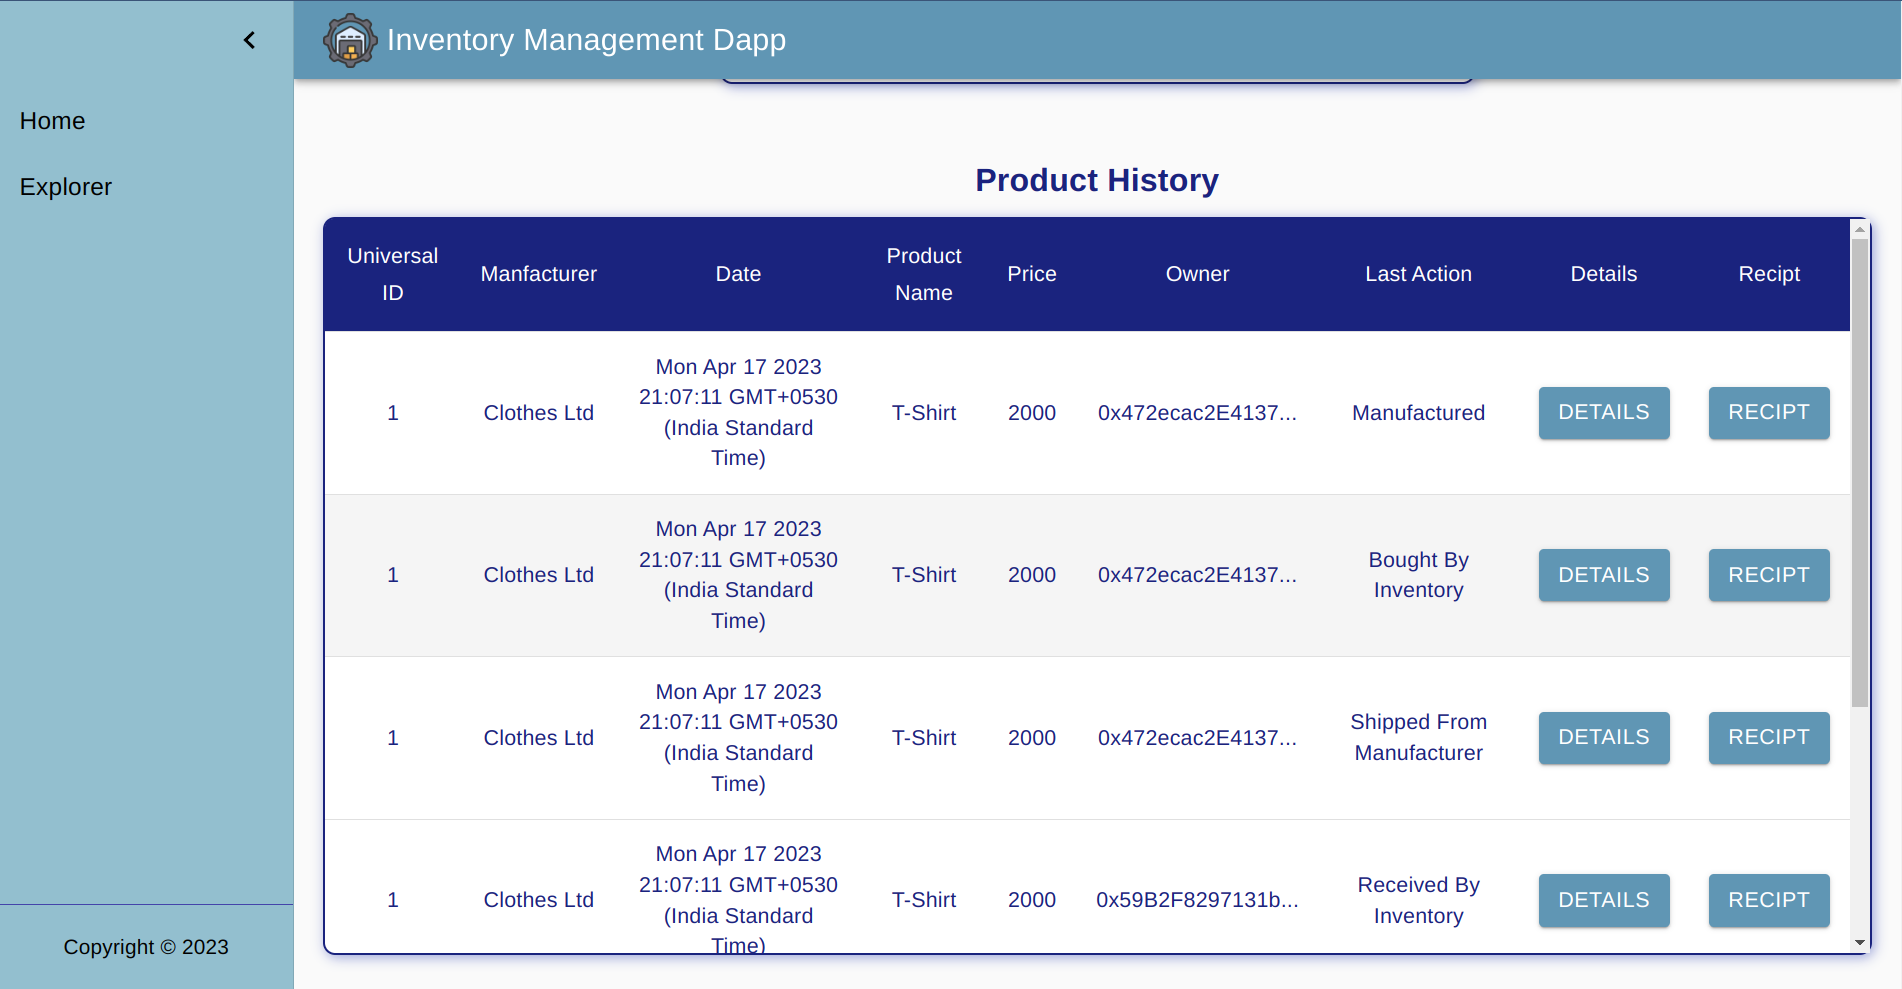 Inventory Management Dapp
Home
Explorer
Copyright © 2023
Product History
Universal ID Manfacturer Date Product Name Price Owner Last Action Details Recipt
1 Clothes Ltd Mon Apr 17 2023 21:07:11 GMT+0530 (India Standard Time) T-Shirt 2000 0x472ecac2E4137... Manufactured DETAILS RECIPT
1 Clothes Ltd Mon Apr 17 2023 21:07:11 GMT+0530 (India Standard Time) T-Shirt 2000 0x472ecac2E4137... Bought By Inventory DETAILS RECIPT
1 Clothes Ltd Mon Apr 17 2023 21:07:11 GMT+0530 (India Standard Time) T-Shirt 2000 0x472ecac2E4137... Shipped From Manufacturer DETAILS RECIPT
1 Clothes Ltd Mon Apr 17 2023 21:07:11 GMT+0530 (India Standard Time) T-Shirt 2000 0x59B2F8297131b... Received By Inventory DETAILS RECIPT